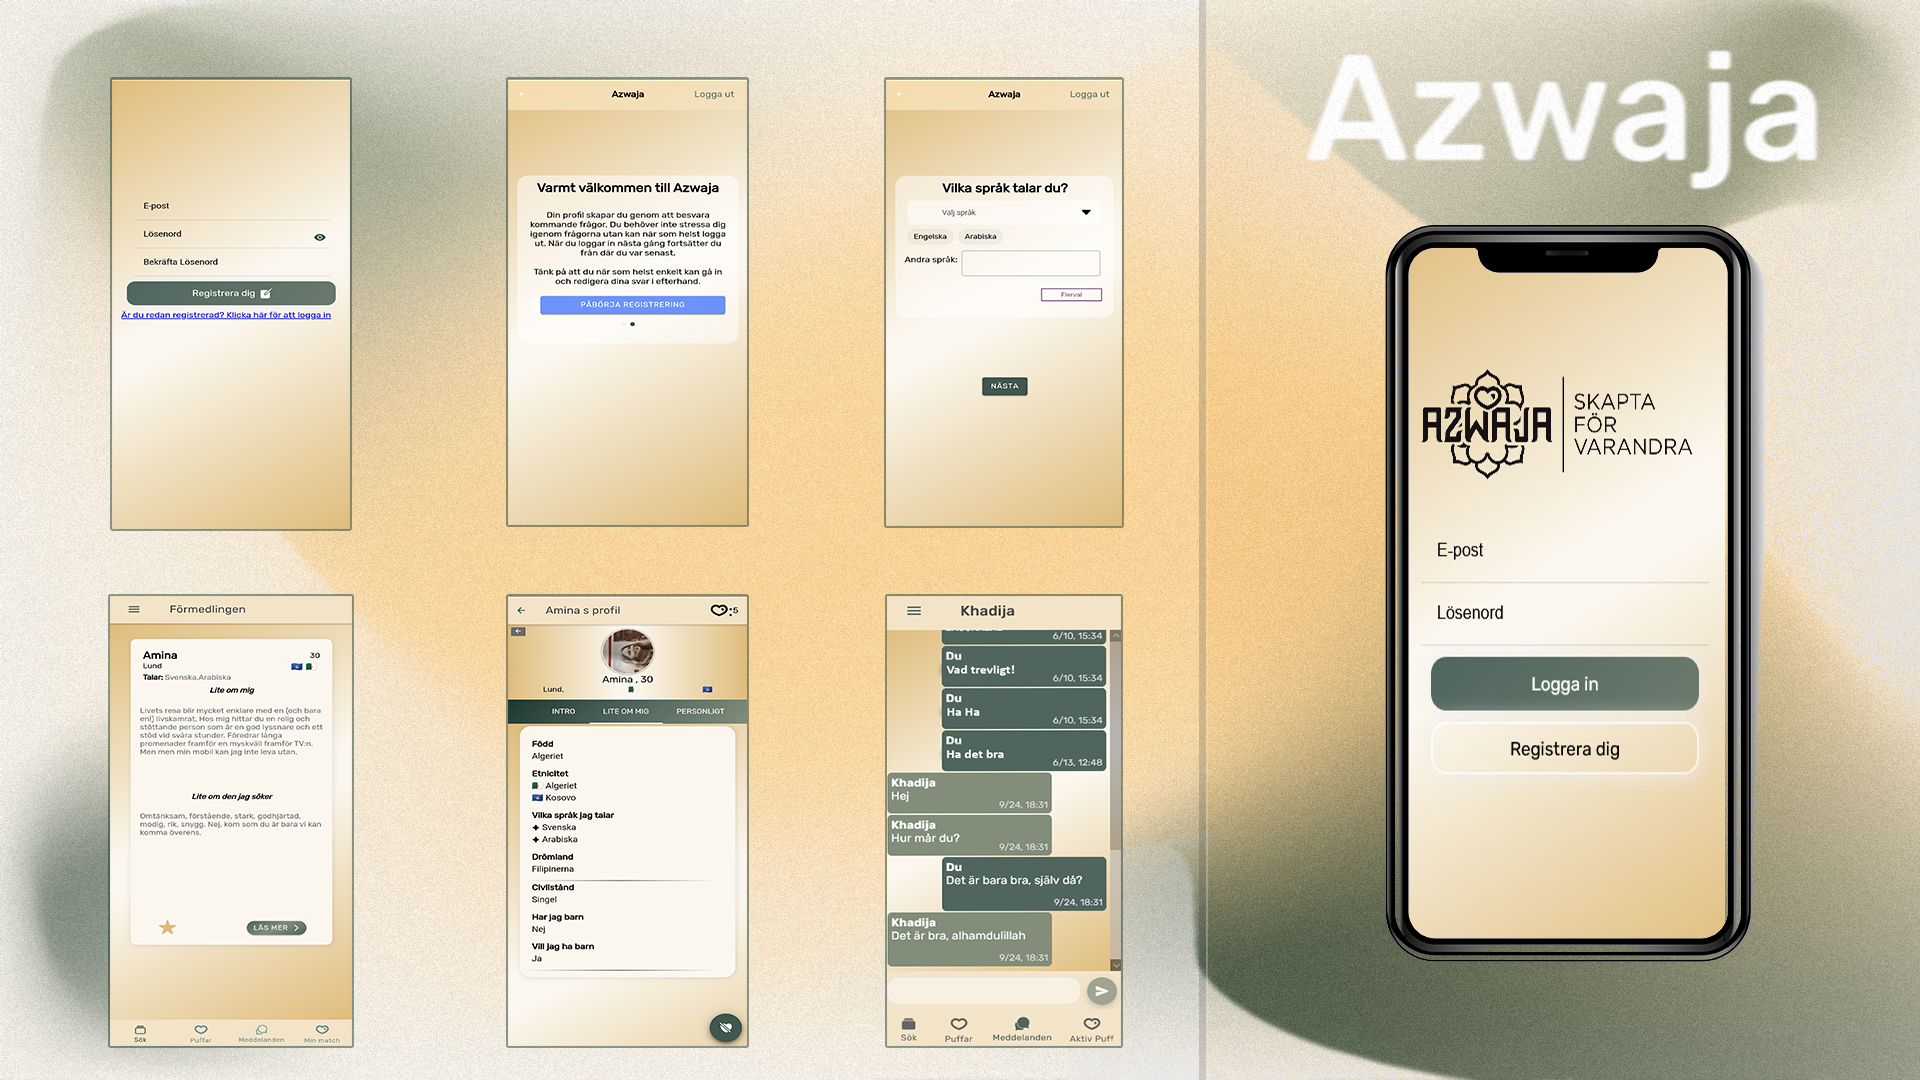 E-post
Lösenord
Bekräfta Lösenord
Registrera dig
Är du redan registrerad? Klicka här för att logga in
Azwaja
Logga ut
Varmt välkommen till Azwaja
Din profil skapar du genom att besvara
kommande frågor. Du behöver inte stressa dig
igenom frågorna utan kan när som helst logga
ut. När du loggar in nästa gång fortsätter du
från där du var senast.
Tänk på att du när som helst enkelt kan gå in
och redigera dina svar i efterhand.
PÅBÖRJA REGISTRERING
Azwaja
Logga ut
Vilka språk talar du?
Välj språk
Engelska
Arabiska
Andra språk:
Flerval
NÄSTA
Förmedlingen
Amina
30
Lund
Talar: Svenska,Arabiska
Lite om mig
Livets resa blir mycket enklare med en (och bara
en!) livskamrat. Hos mig hittar du en rolig och
stöttande person som är en god lyssnare och ett
stöd vid svåra stunder. Föredrar långa
promenader framför en myskväll framför TV:n.
Men men min mobil kan jag inte leva utan.
Lite om den jag söker
Omtänksam, förstående, stark, godhjärtad,
modig, rik, snygg. Nej, kom som du är bara vi kan
komma överens.
LÄS MER
Sök
Puffar
Meddelanden
Min match
Amina s profil
:5
Amina , 30
Lund,
INTRO
LITE OM MIG
PERSONLIGT
Född
Algeriet
Etnicitet
Algeriet
Kosovo
Vilka språk jag talar
Svenska
Arabiska
Drömland
Filipinerna
Civilstånd
Singel
Har jag barn
Nej
Vill jag ha barn
Ja
Khadija
6/10, 15:34
Du
Vad trevligt!
6/10, 15:34
Du
Ha Ha
6/10, 15:34
Du
Ha det bra
6/13, 12:48
Khadija
Hej
9/24, 18:31
Khadija
Hur mår du?
9/24, 18:31
Du
Det är bara bra, själv då?
9/24, 18:31
Khadija
Det är bra, alhamdulillah
9/24, 18:31
Sök
Puffar
Meddelanden
Aktiv Puff
Azwaja
AZWAJA
SKAPTA
FÖR
VARANDRA
E-post
Lösenord
Logga in
Registrera dig